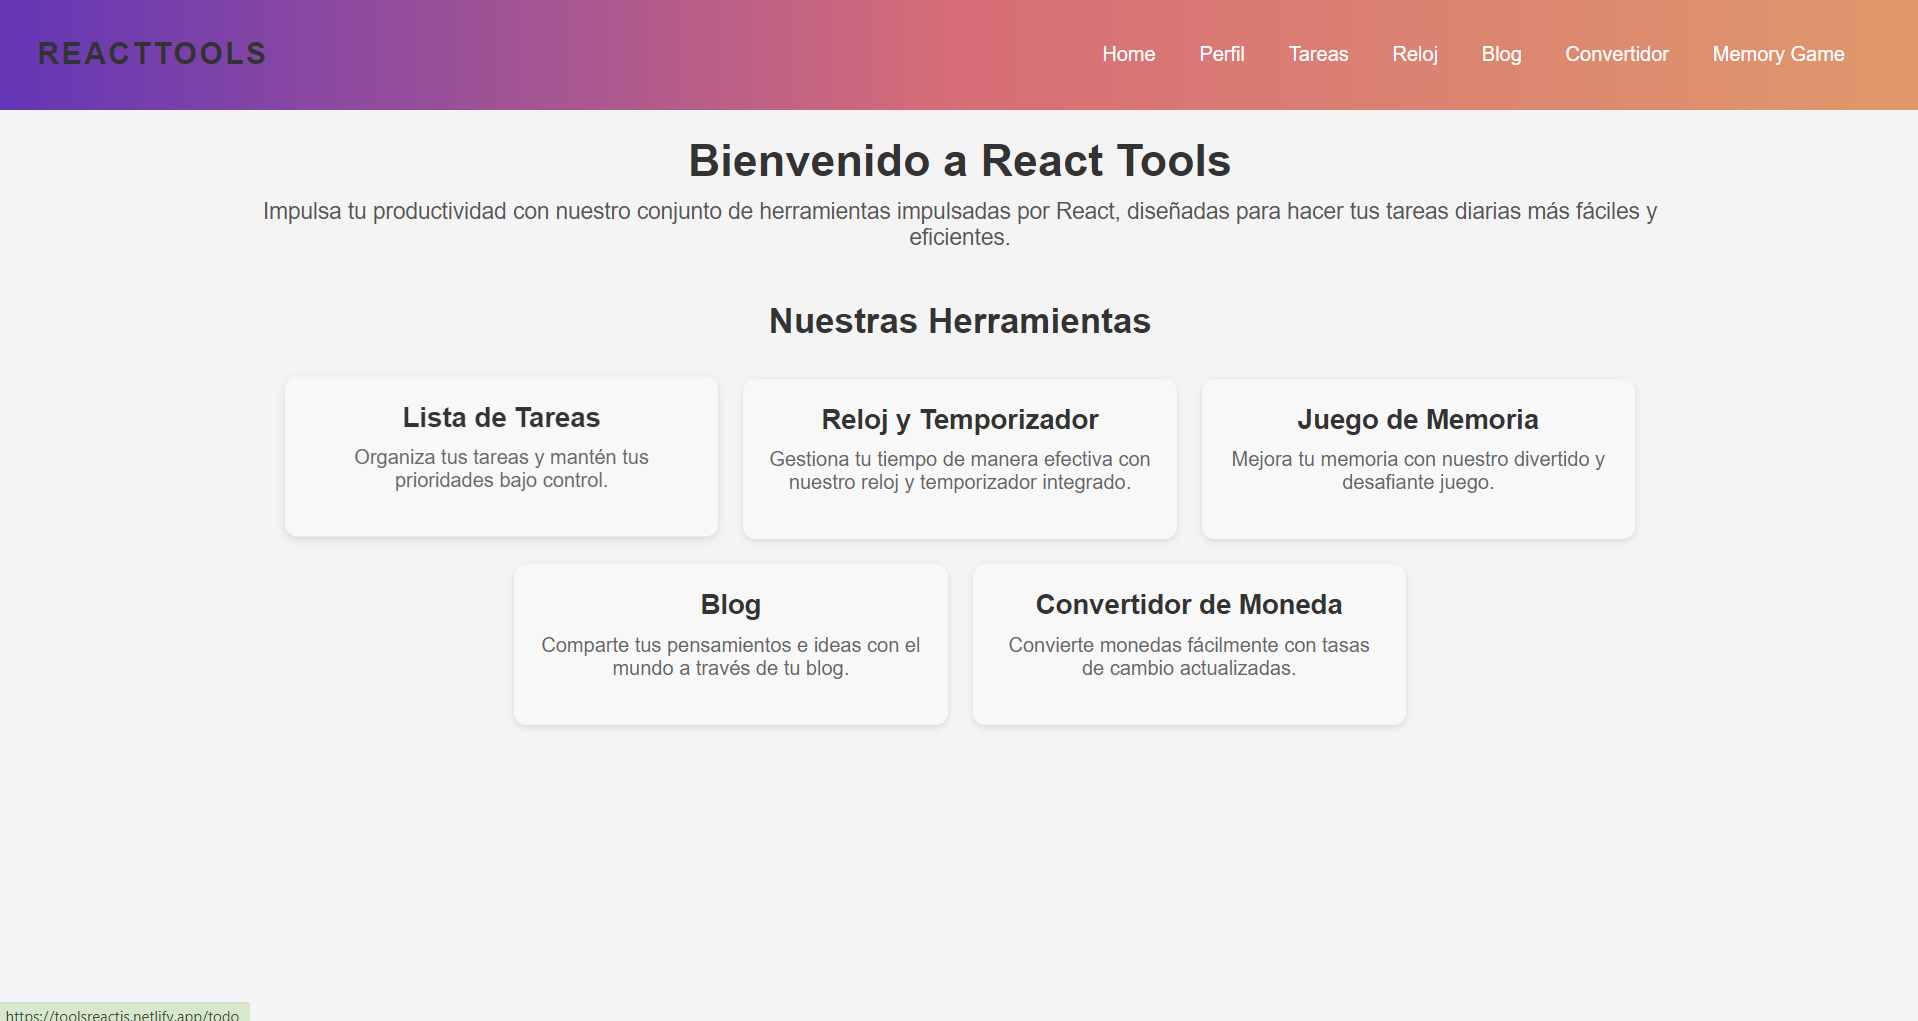 REACTTOOLS
Home Perfil Tareas Reloj Blog Convertidor Memory Game
Bienvenido a React Tools
Impulsa tu productividad con nuestro conjunto de herramientas impulsadas por React, diseñadas para hacer tus tareas diarias más fáciles y
eficientes.
Nuestras Herramientas
Lista de Tareas
Organiza tus tareas y mantén tus
prioridades bajo control.
Reloj y Temporizador
Gestiona tu tiempo de manera efectiva con
nuestro reloj y temporizador integrado.
Juego de Memoria
Mejora tu memoria con nuestro divertido y
desafiante juego.
Blog
Comparte tus pensamientos e ideas con el
mundo a través de tu blog.
Convertidor de Moneda
Convierte monedas fácilmente con tasas
de cambio actualizadas.
https://toolsreactjs.netlify.app/todo